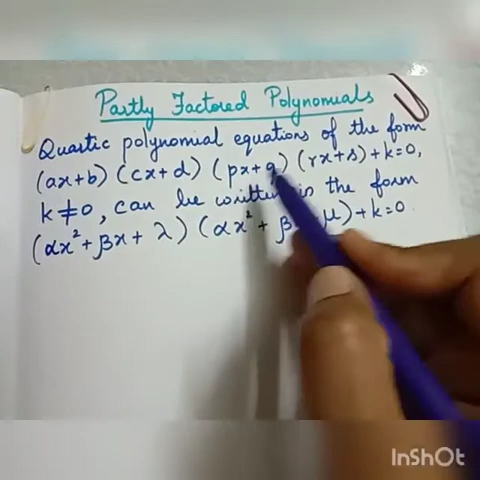 Partly Factored Polynomials
Quartic polynomial equations of the form
(ax+b) (cx+d) (px+q) (rx+s) + k=0,
k≠0, can be written in the form
(αx²+βx+λ) (αx²+β μ) + k=0
InShOt